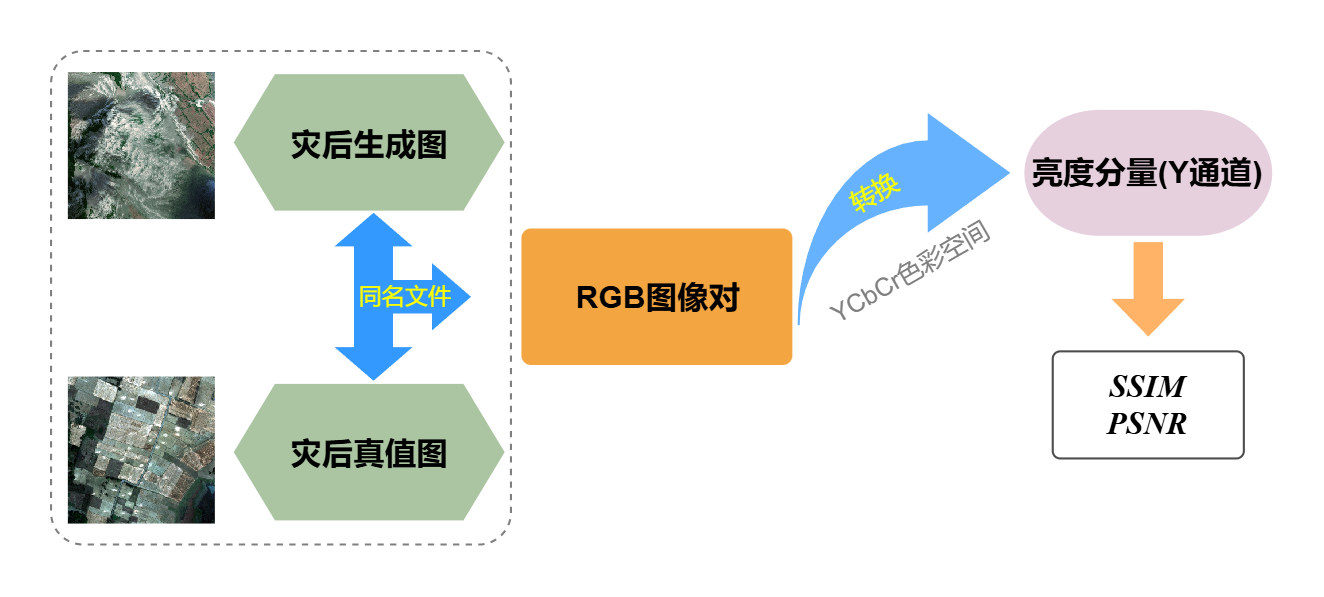 灾后生成图
同名文件
灾后真值图
RGB图像对
转换
YCbCr色彩空间
亮度分量(Y通道)
SSIM
PSNR